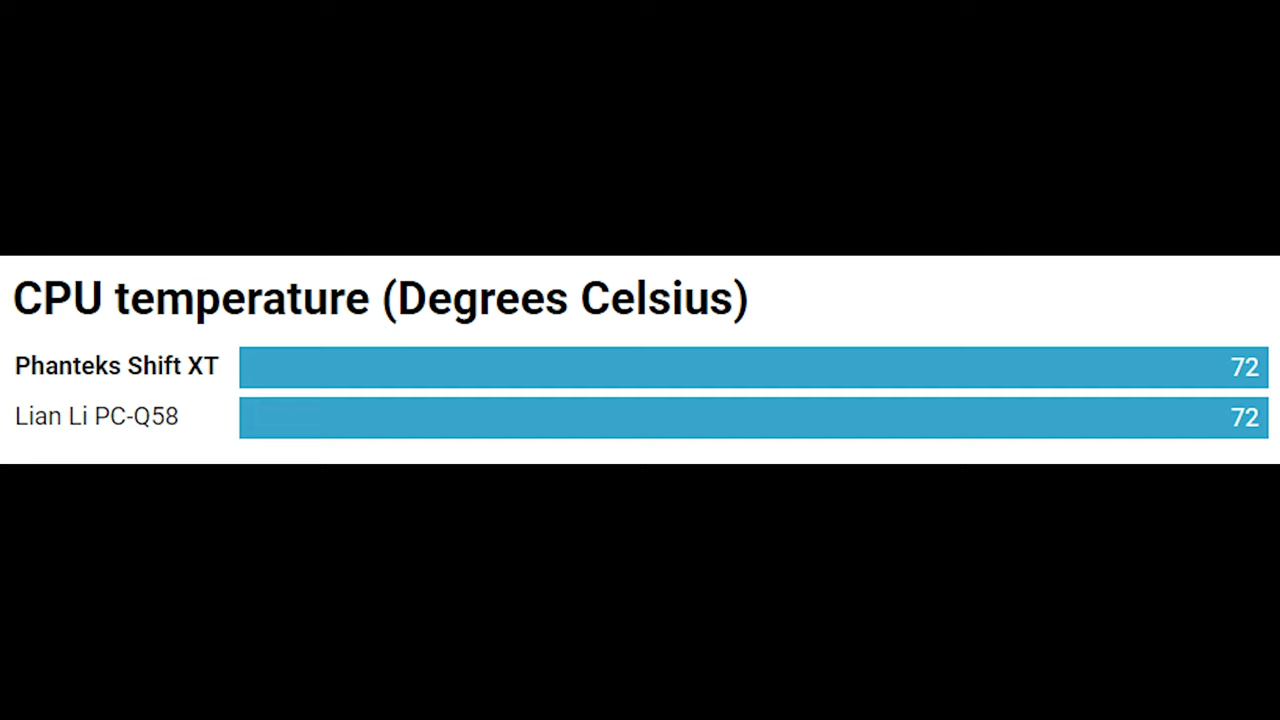 CPU temperature (Degrees Celsius)
Phanteks Shift XT 72
Lian Li PC-Q58 72